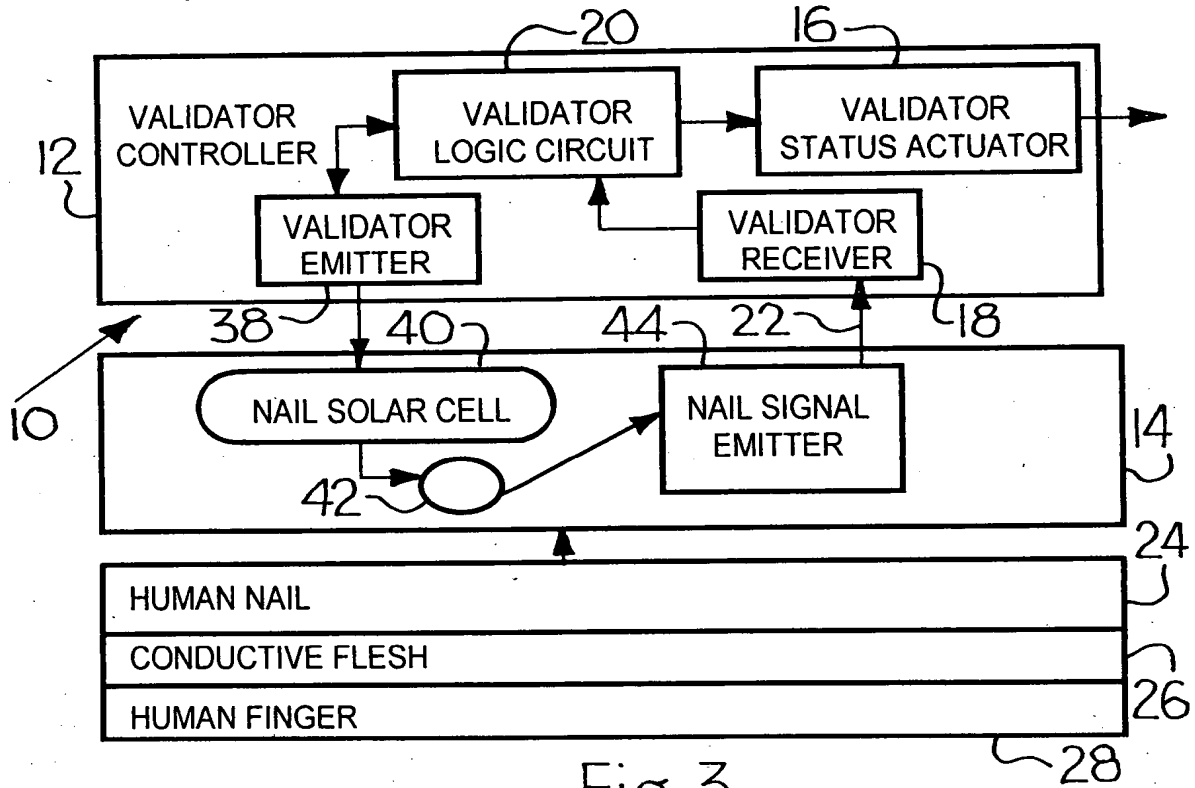 20
16
VALIDATOR
CONTROLLER
VALIDATOR
LOGIC CIRCUIT
VALIDATOR
STATUS ACTUATOR
12
VALIDATOR
EMITTER
VALIDATOR
RECEIVER
38
40
44
22
18
10
NAIL SOLAR CELL
NAIL SIGNAL
EMITTER
14
42
24
HUMAN NAIL
CONDUCTIVE FLESH
26
HUMAN FINGER
28
Fig. 3